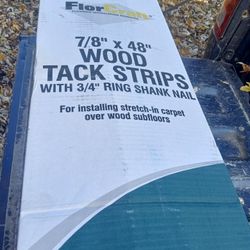 FlorCraft
7/8" x 48"
WOOD
TACK STRIPS
WITH 3/4" RING SHANK NAIL
For installing stretch-in carpet
over wood subfloors